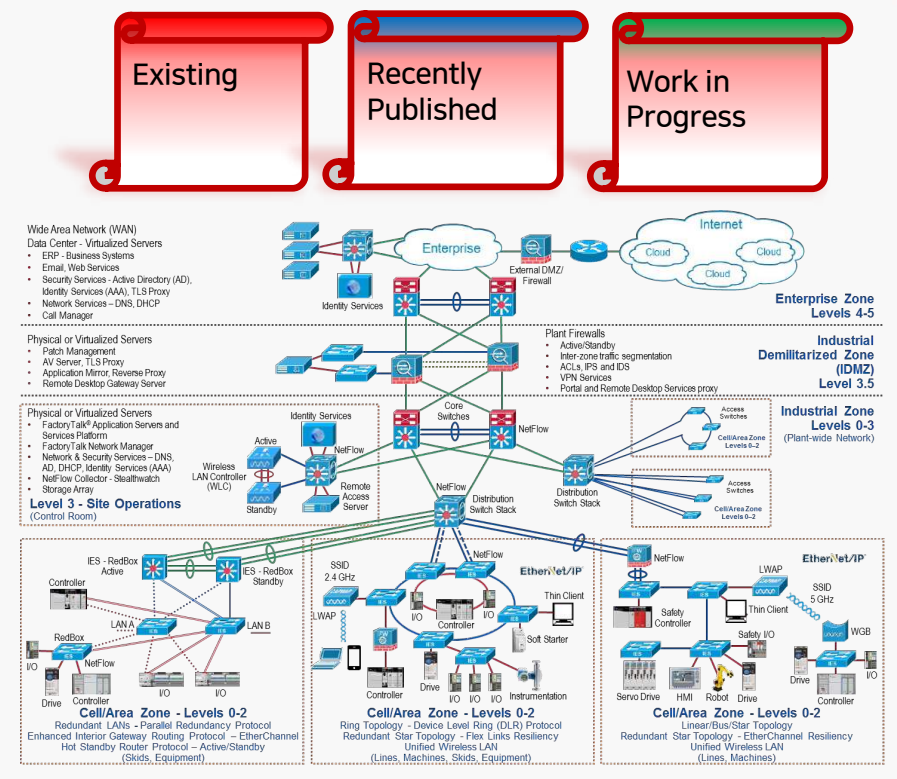 Existing
Recently
Published
Work in
Progress
Wide Area Network (WAN)
Data Center - Virtualized Servers
• ERP - Business Systems
• Email, Web Services
• Security Services - Active Directory (AD),
Identity Services (AAA), TLS Proxy
• Network Services – DNS, DHCP
• Call Manager
Identity Services
Enterprise
External DMZ/
Firewall
Internet
Cloud
Cloud
Cloud
Enterprise Zone
Levels 4-5
Physical or Virtualized Servers
• Patch Management
• AV Server, TLS Proxy
• Application Mirror, Reverse Proxy
• Remote Desktop Gateway Server
Plant Firewalls
• Active/Standby
• Inter-zone traffic segmentation
• ACLs, IPS and IDS
• VPN Services
• Portal and Remote Desktop Services proxy
Industrial
Demilitarized Zone
(IDMZ)
Level 3.5
Physical or Virtualized Servers
• FactoryTalk® Application Servers and
Services Platform
• FactoryTalk Network Manager
• Network & Security Services – DNS,
AD, DHCP, Identity Services (AAA)
• NetFlow Collector - Stealthwatch
• Storage Array
Level 3 - Site Operations
(Control Room)
Identity Services
NetFlow
Active
Wireless
LAN Controller
(WLC)
Standby
Remote
Access
Server
Core
Switches
NetFlow
NetFlow
Distribution
Switch Stack
Distribution
Switch Stack
Access
Switches
Cell/Area Zone
Levels 0–2
Access
Switches
Cell/Area Zone
Levels 0–2
Industrial Zone
Levels 0-3
(Plant-wide Network)
IES - RedBox
Active
IES - RedBox
Standby
Controller
LAN A
LAN B
RedBox
I/O
NetFlow
Drive
Controller
I/O
I/O
Cell/Area Zone - Levels 0-2
Redundant LANs - Parallel Redundancy Protocol
Enhanced Interior Gateway Routing Protocol – EtherChannel
Hot Standby Router Protocol – Active/Standby
(Skids, Equipment)
SSID
2.4 GHz
NetFlow
EtherNet/IP
LWAP
I/O
Controller
I/O
Thin Client
Soft Starter
Controller
Drive
I/O
I/O
I/O
Instrumentation
Cell/Area Zone - Levels 0-2
Ring Topology - Device Level Ring (DLR) Protocol
Redundant Star Topology - Flex Links Resiliency
Unified Wireless LAN
(Lines, Machines, Skids, Equipment)
NetFlow
EtherNet/IP
LWAP
SSID
5 GHz
Safety
Controller
Thin Client
Safety I/O
WGB
I/O
Servo Drive
HMI
Robot
Drive
Drive
Controller
Cell/Area Zone - Levels 0-2
Linear/Bus/Star Topology
Redundant Star Topology - EtherChannel Resiliency
Unified Wireless LAN
(Lines, Machines)